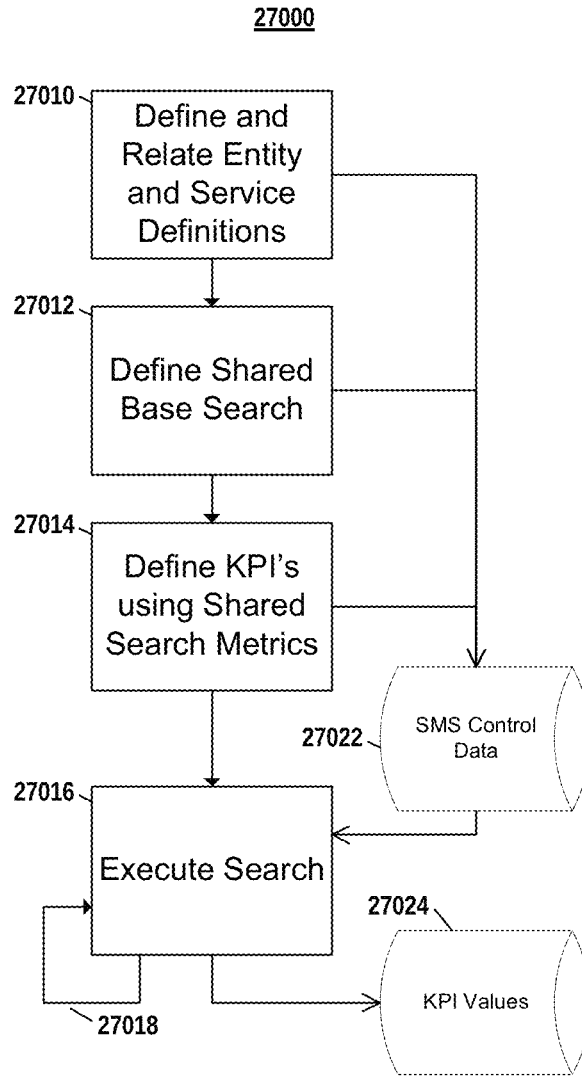 27000
27010
Define and
Relate Entity
and Service
Definitions
27012
Define Shared
Base Search
27014
Define KPI's
using Shared
Search Metrics
27022
SMS Control
Data
27016
Execute Search
27024
KPI Values
27018